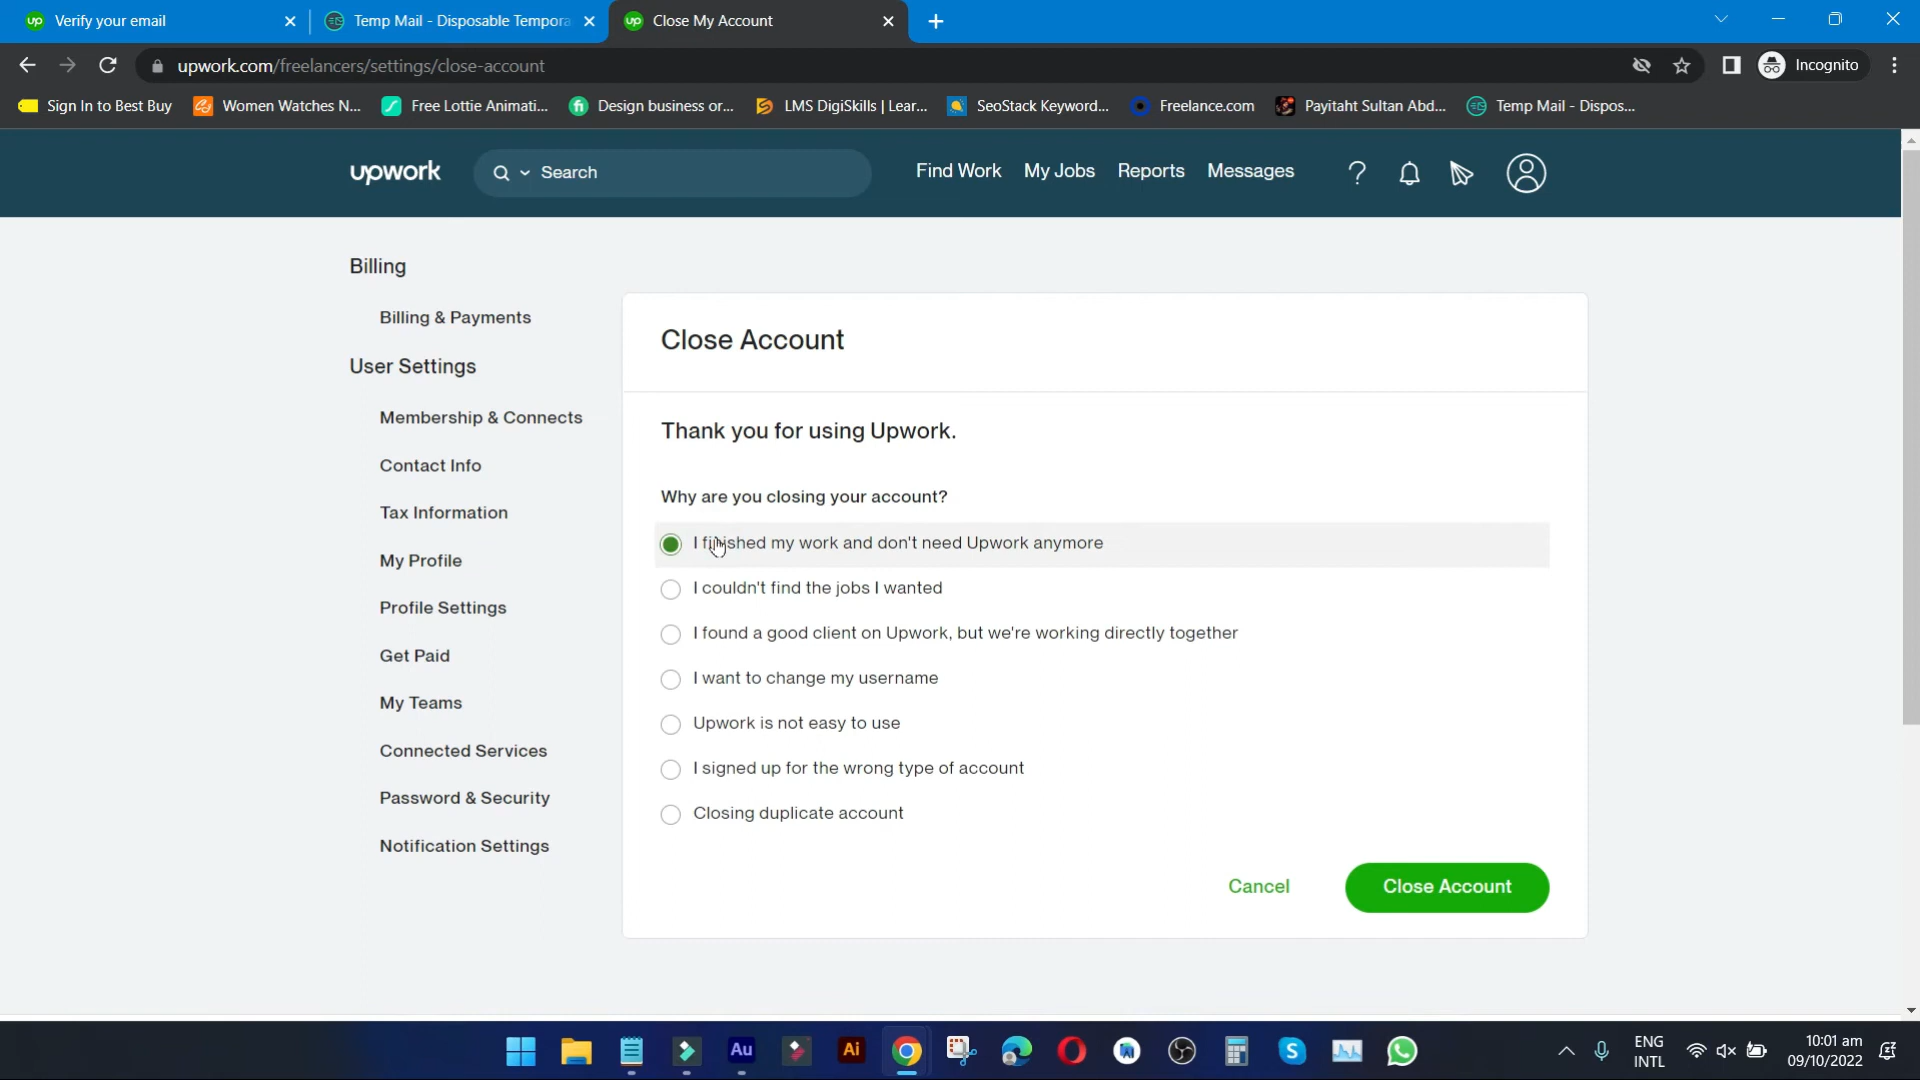 Verify your email
Temp Mail - Disposable Tempora
Close My Account
upwork.com/freelancers/settings/close-account
Incognito
Sign In to Best Buy
Women Watches N...
Free Lottie Animati...
Design business or...
LMS DigiSkills | Lear...
SeoStack Keyword...
Freelance.com
Payitaht Sultan Abd...
Temp Mail - Dispos...
upwork
Search
Find Work
My Jobs
Reports
Messages
Billing
Billing & Payments
User Settings
Membership & Connects
Contact Info
Tax Information
My Profile
Profile Settings
Get Paid
My Teams
Connected Services
Password & Security
Notification Settings
Close Account
Thank you for using Upwork.
Why are you closing your account?
I finished my work and don't need Upwork anymore
I couldn't find the jobs I wanted
I found a good client on Upwork, but we're working directly together
I want to change my username
Upwork is not easy to use
I signed up for the wrong type of account
Closing duplicate account
Cancel
Close Account
Au
Ai
ENG
INTL
10:01 am
09/10/2022